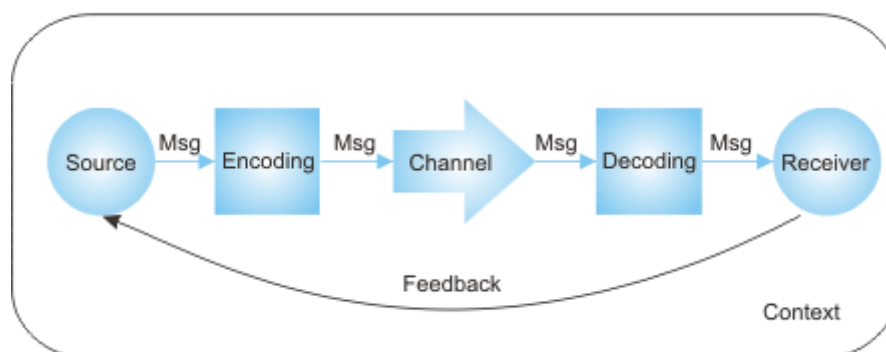 Msg Msg Msg Msg
Source Encoding Channel Decoding Receiver
Feedback
Context